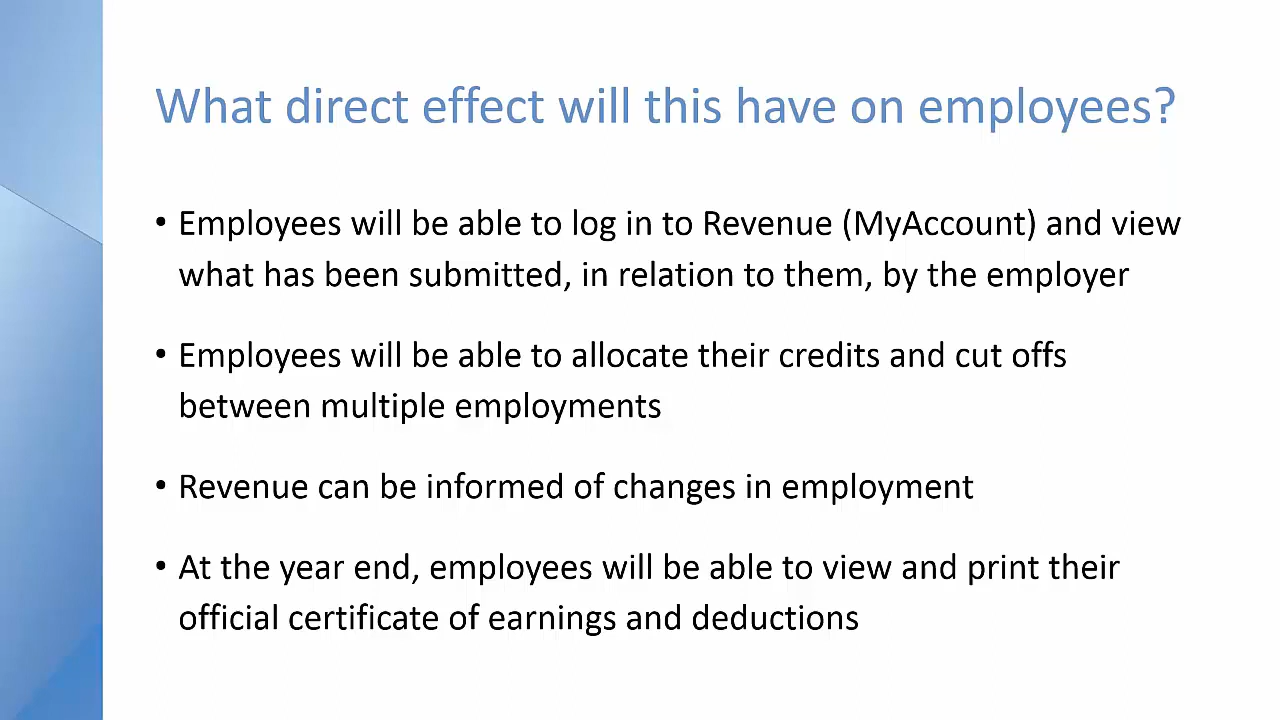 What direct effect will this have on employees?
• Employees will be able to log in to Revenue (MyAccount) and view
what has been submitted, in relation to them, by the employer
• Employees will be able to allocate their credits and cut offs
between multiple employments
• Revenue can be informed of changes in employment
• At the year end, employees will be able to view and print their
official certificate of earnings and deductions